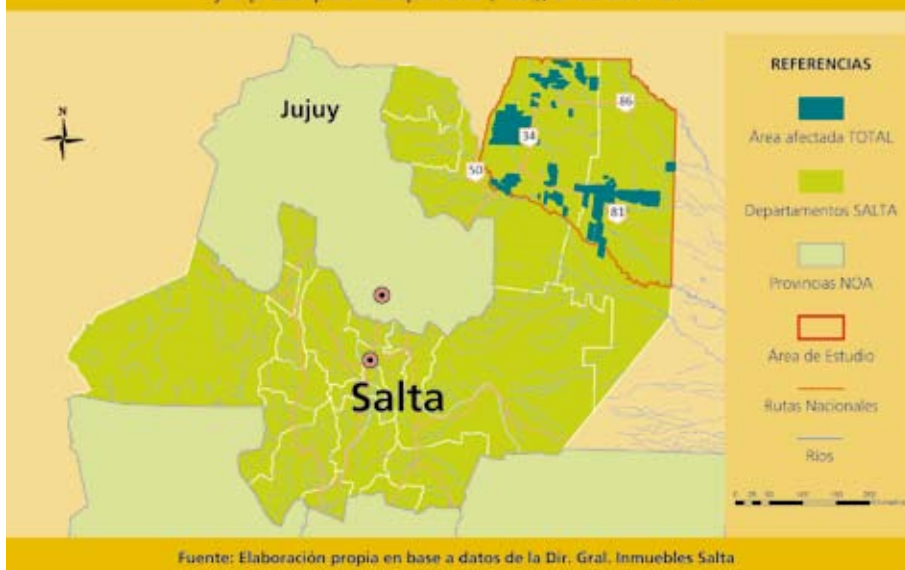 Jujuy
N
34
86
50
81
Salta
REFERENCIAS
Área afectada TOTAL
Departamentos SALTA
Provincias NOA
Área de Estudio
Rutas Nacionales
Ríos
Fuente: Elaboración propia en base a datos de la Dir. Gral. Inmuebles Salta